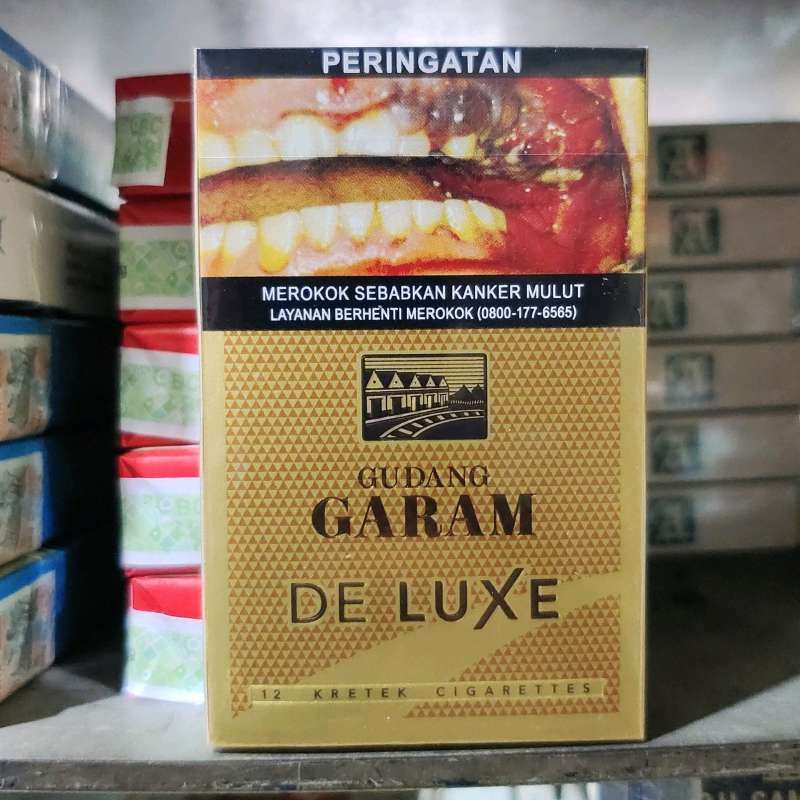 PERINGATAN
MEROKOK SEBABKAN KANKER MULUT
LAYANAN BERHENTI MEROKOK (0800-177-6565)
GUDANG
GARAM
DE LUXE
12 KRETEK CIGARETTES